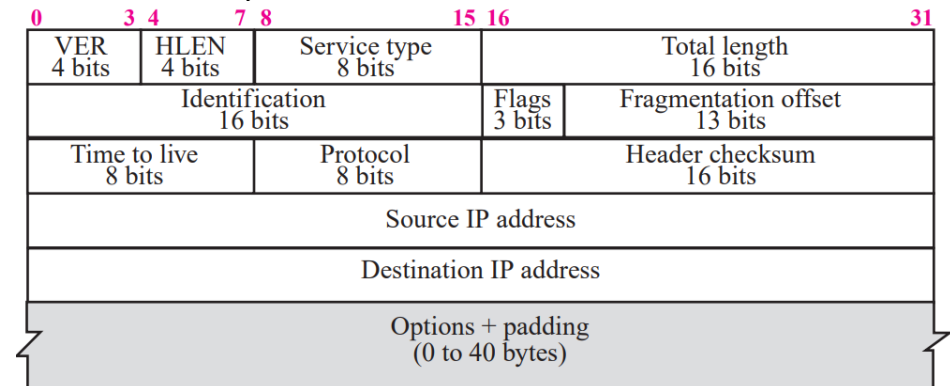 0 3 4 7 8 15 16 31
VER HLEN Service type Total length
4 bits 4 bits 8 bits 16 bits
Identification Flags Fragmentation offset
16 bits 3 bits 13 bits
Time to live Protocol Header checksum
8 bits 8 bits 16 bits
Source IP address
Destination IP address
Options + padding
(0 to 40 bytes)